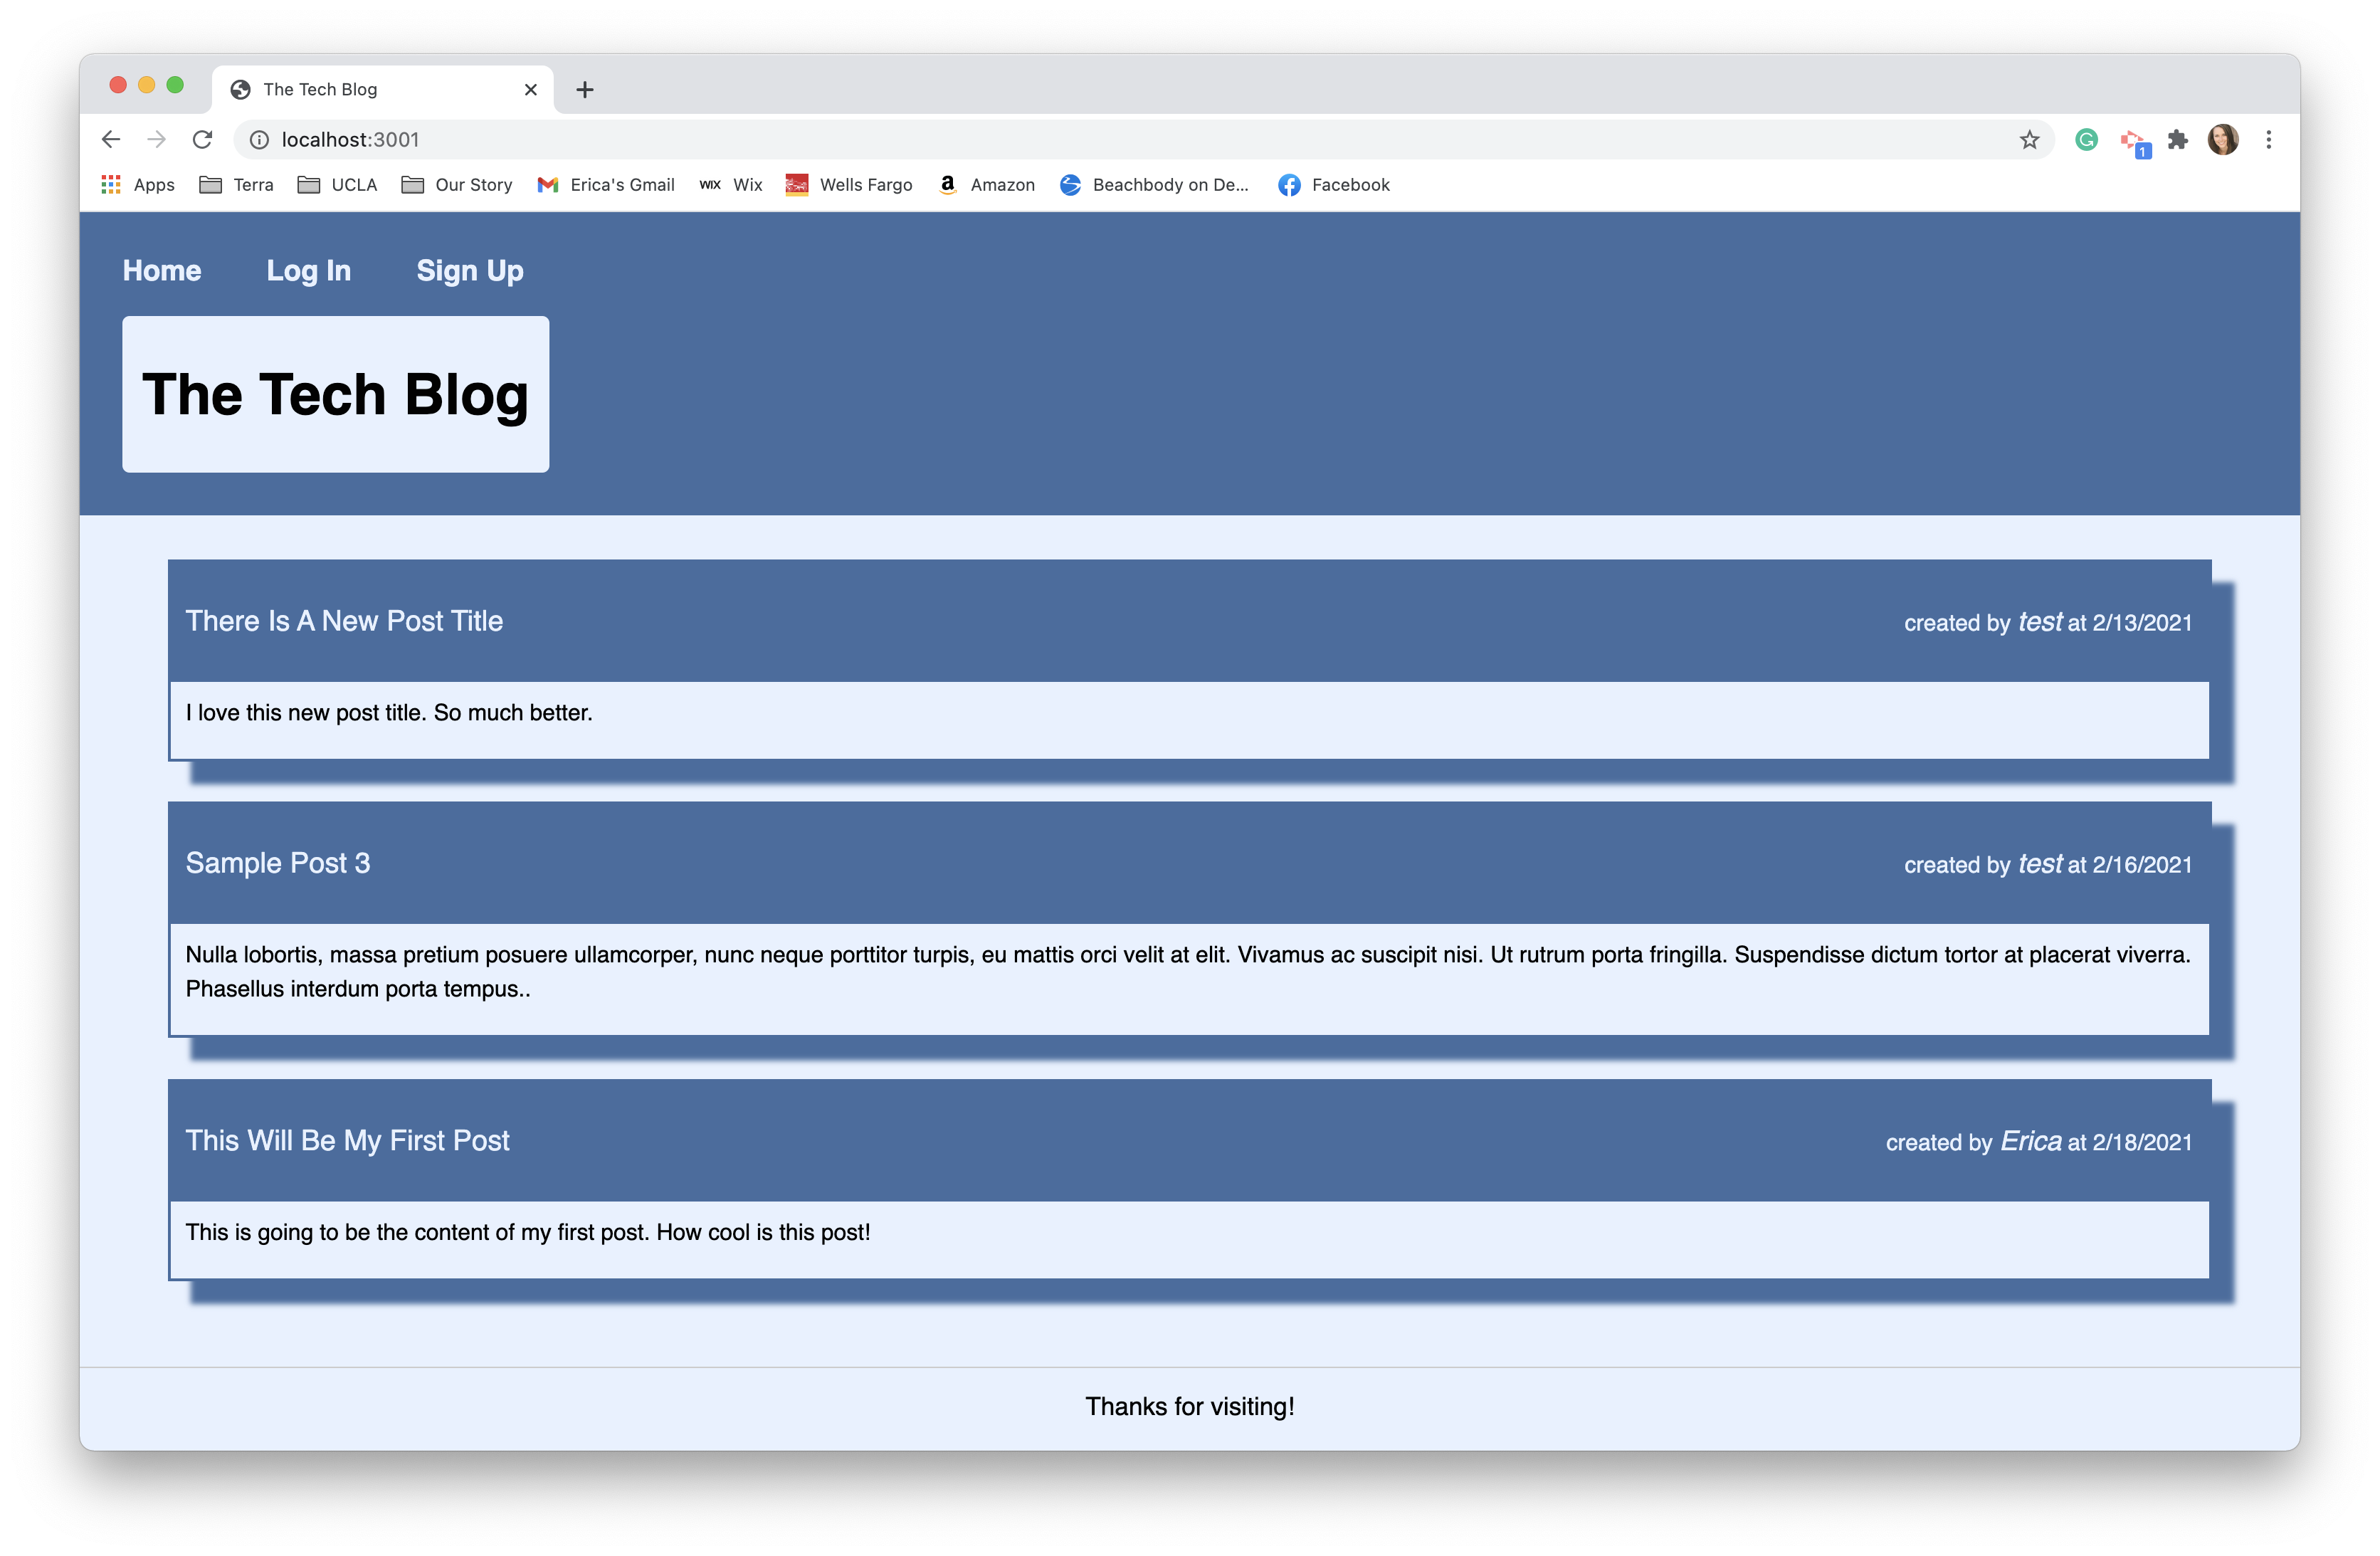 The Tech Blog
localhost:3001
1
Apps Terra UCLA Our Story Erica's Gmail WIX Wix Wells Fargo a Amazon Beachbody on De... Facebook
Home Log In Sign Up
The Tech Blog
There Is A New Post Title created by test at 2/13/2021
I love this new post title. So much better.
Sample Post 3 created by test at 2/16/2021
Nulla lobortis, massa pretium posuere ullamcorper, nunc neque porttitor turpis, eu mattis orci velit at elit. Vivamus ac suscipit nisi. Ut rutrum porta fringilla. Suspendisse dictum tortor at placerat viverra.
Phasellus interdum porta tempus..
This Will Be My First Post created by Erica at 2/18/2021
This is going to be the content of my first post. How cool is this post!
Thanks for visiting!